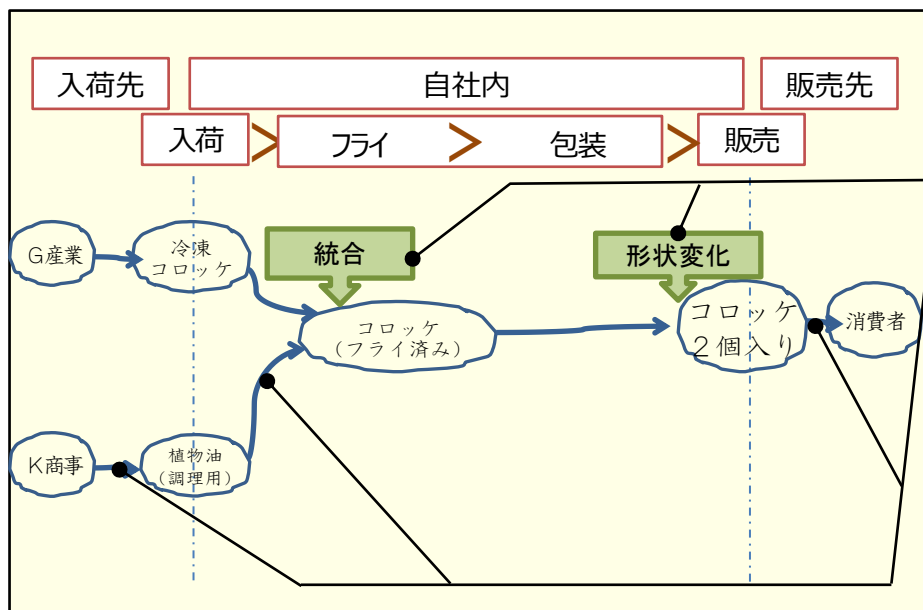 入荷先
自社内
販売先
入荷
フライ
包装
販売
G産業
冷凍
コロッケ
統合
形状変化
コロッケ
(フライ済み)
コロッケ
2個入り
消費者
K商事
植物油
(調理用)